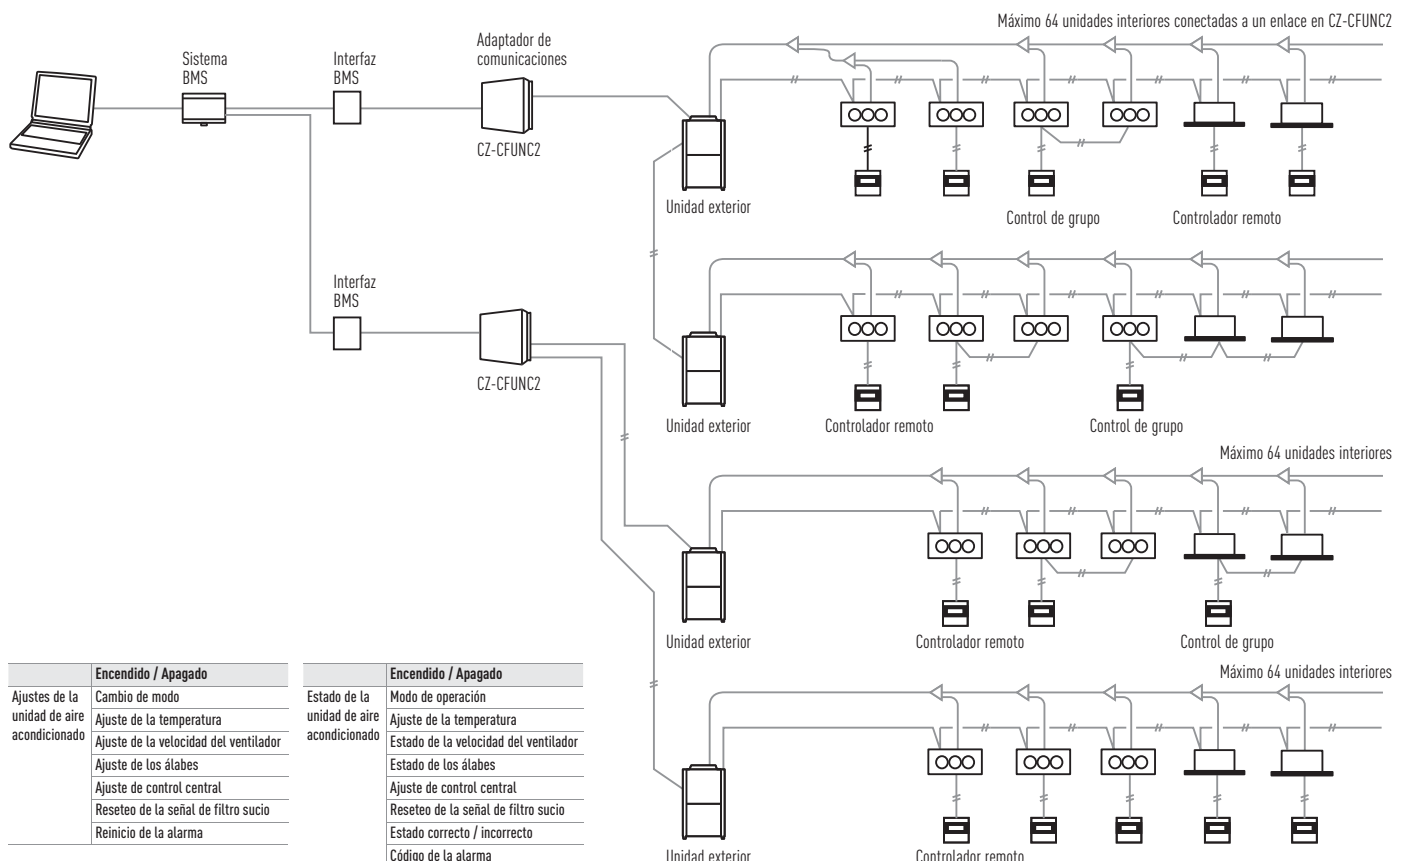 Máximo 64 unidades interiores conectadas a un enlace en CZ-CFUNC2
Sistema
BMS
Interfaz
BMS
Adaptador de
comunicaciones
CZ-CFUNC2
Unidad exterior
Control de grupo
Controlador remoto
Interfaz
BMS
CZ-CFUNC2
Unidad exterior
Controlador remoto
Control de grupo
Máximo 64 unidades interiores
Unidad exterior
Controlador remoto
Control de grupo
Máximo 64 unidades interiores
Unidad exterior
Controlador remoto
Encendido / Apagado
Ajustes de la
unidad de aire
acondicionado
Cambio de modo
Ajuste de la temperatura
Ajuste de la velocidad del ventilador
Ajuste de los álabes
Ajuste de control central
Reseteo de la señal de filtro sucio
Reinicio de la alarma
Encendido / Apagado
Estado de la
unidad de aire
acondicionado
Modo de operación
Ajuste de la temperatura
Estado de la velocidad del ventilador
Estado de los álabes
Ajuste de control central
Reseteo de la señal de filtro sucio
Estado correcto / incorrecto
Código de la alarma